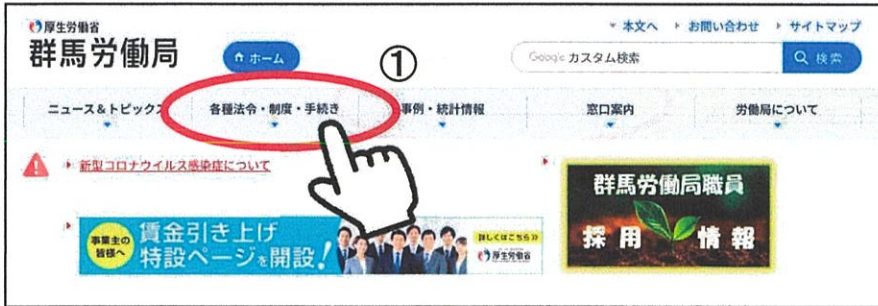 厚生労働省
本文へ お問い合わせ サイトマップ
群馬労働局
ホーム
①
Google カスタム検索
検索
ニュース&トピックス 各種法令・制度・手続き 事例・統計情報 窓口案内 労働局について
新型コロナウイルス感染症について
群馬労働局職員
採用情報
事業主の
皆様へ
賃金引き上げ
特設ページを開設!
詳しくはこちら》
厚生労働省